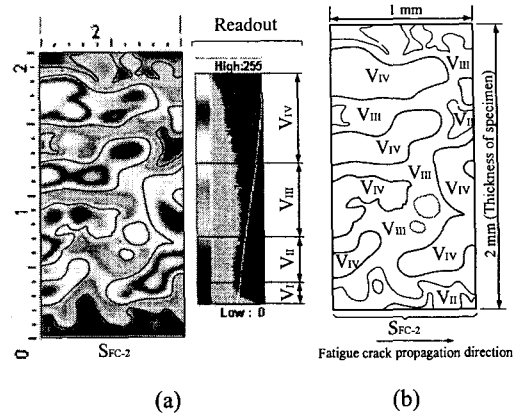 2
Readout
2
1
0
High:255
VIV
VIII
VII
VI
Low : 0
SFC-2
(a)
1 mm
VIV
VIII
VIII
VII
VIV
VIII
VIV
VIV
VIII
VIV
VII
2 mm (Thickness of specimen)
SFC-2
Fatigue crack propagation direction
(b)